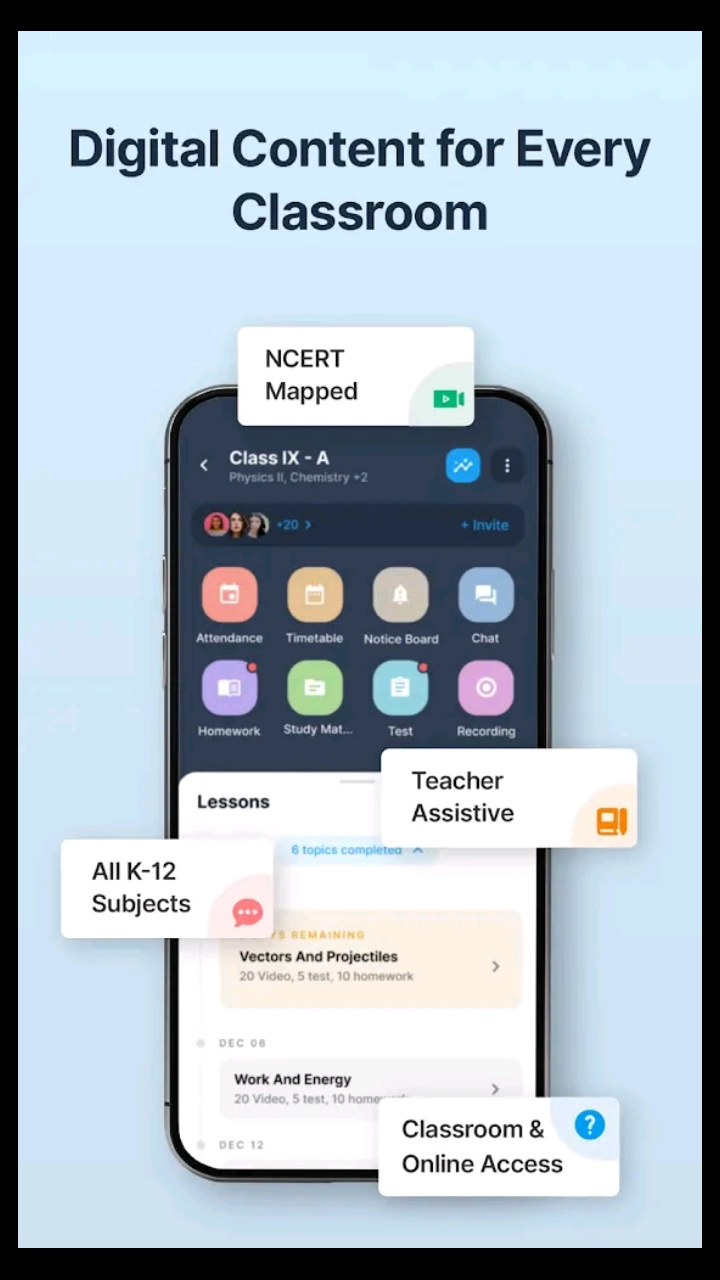 Digital Content for Every
Classroom
NCERT
Mapped
Class IX - A
Physics II, Chemistry +2
+20 >
+ Invite
Attendance
Timetable
Notice Board
Chat
Homework
Study Mat...
Test
Recording
Teacher
Assistive
Lessons
6 topics completed
All K-12
Subjects
REMAINING
Vectors And Projectiles
20 Video, 5 test, 10 homework
DEC 06
Work And Energy
20 Video, 5 test, 10 homework
DEC 12
Classroom &
Online Access